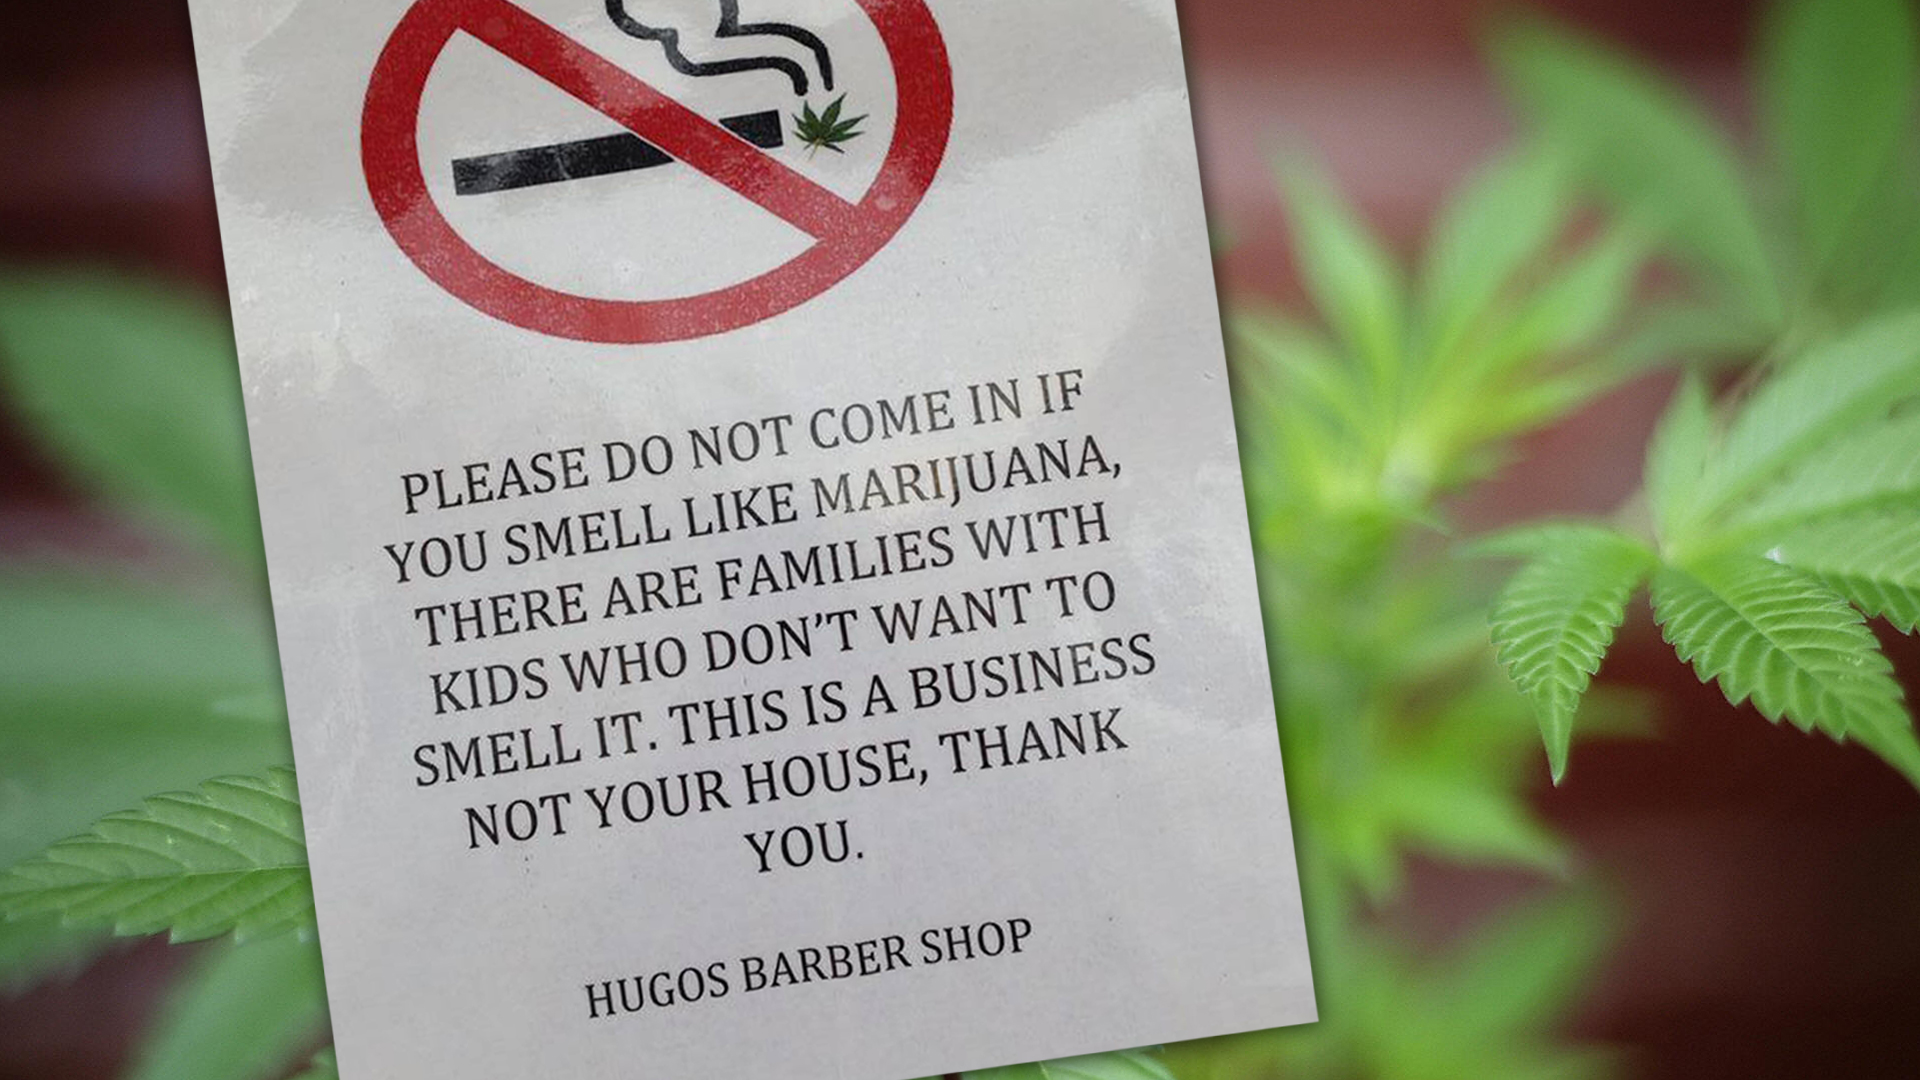 PLEASE DO NOT COME IN IF
YOU SMELL LIKE MARIJUANA,
THERE ARE FAMILIES WITH
KIDS WHO DON'T WANT TO
SMELL IT. THIS IS A BUSINESS
NOT YOUR HOUSE, THANK
YOU.
HUGOS BARBER SHOP